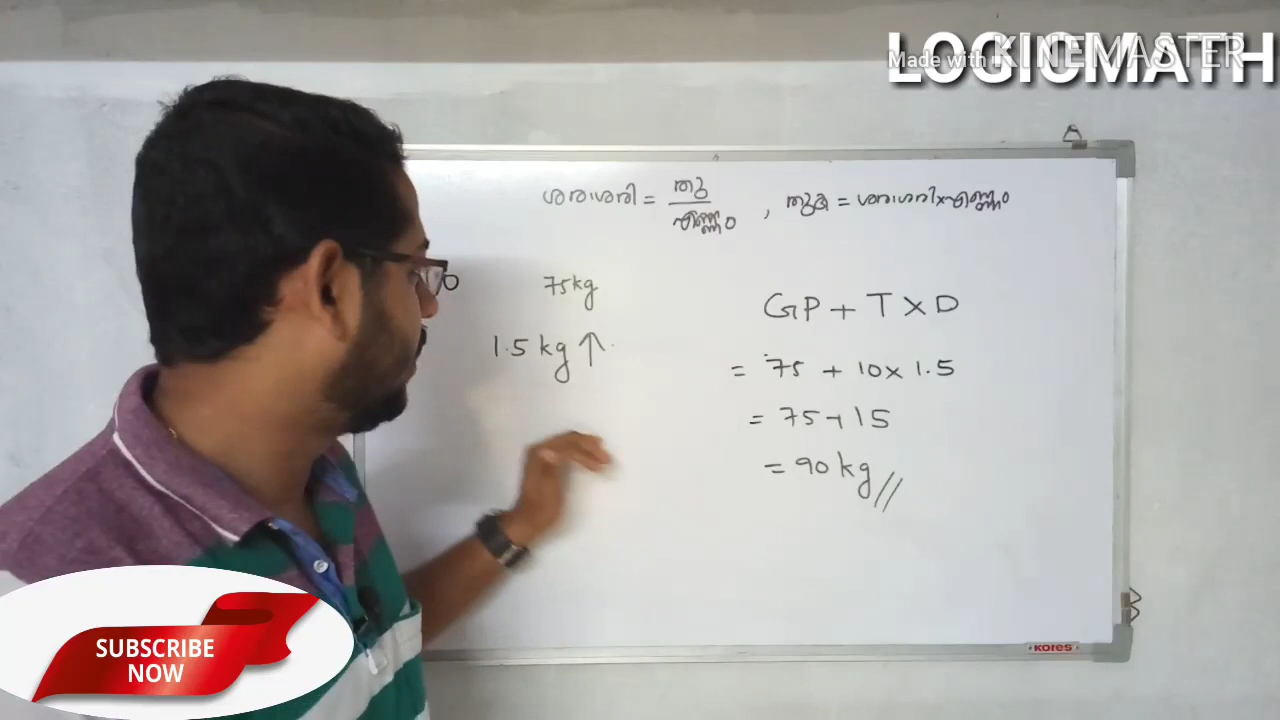 LOGICMATH
Made with KINEMASTER
ശരാശരി = തു / എണ്ണം , തുക = ശരാശരി×എണ്ണം
10 75kg
1.5 kg ↑
GP + T × D
= 75 + 10 × 1.5
= 75 + 15
= 90 kg //
kores
SUBSCRIBE
NOW